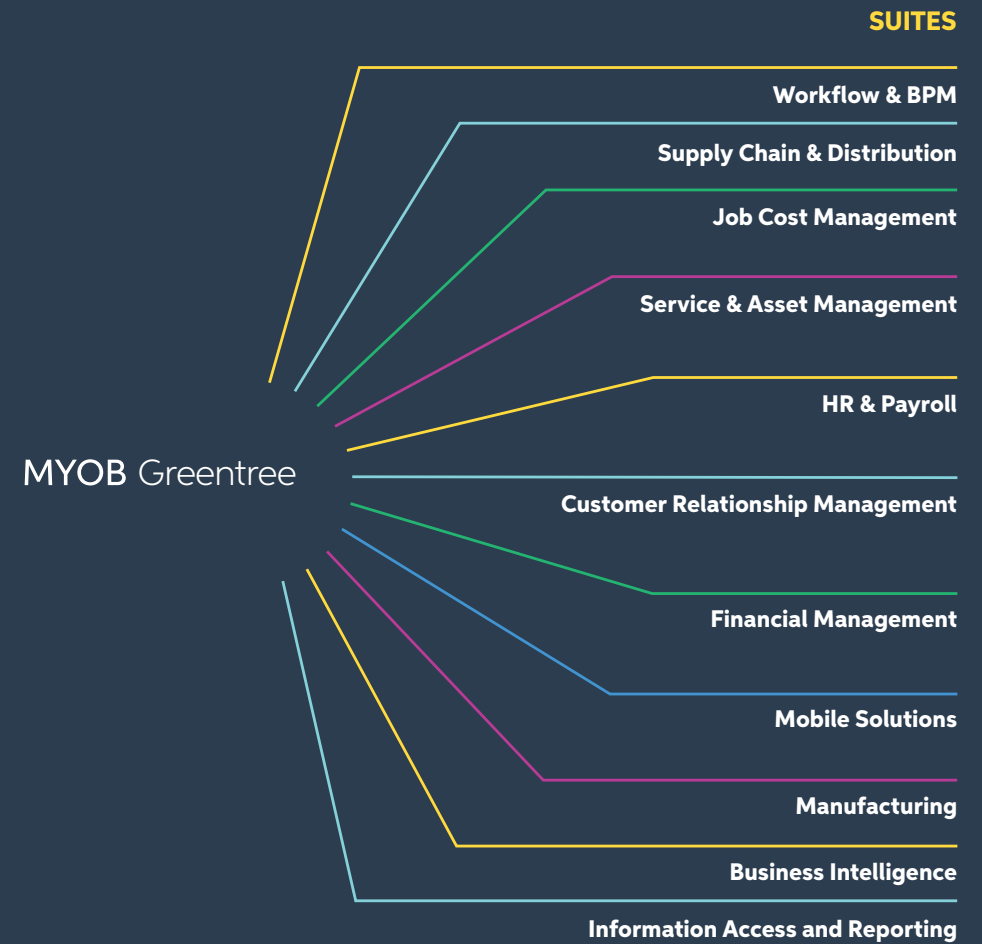 SUITES
Workflow & BPM
Supply Chain & Distribution
Job Cost Management
Service & Asset Management
HR & Payroll
MYOB Greentree
Customer Relationship Management
Financial Management
Mobile Solutions
Manufacturing
Business Intelligence
Information Access and Reporting